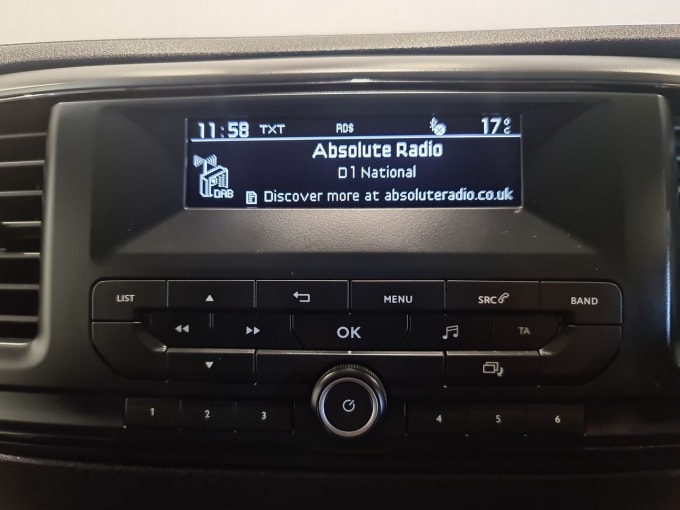 11:58 TXT RDS 17°C
Absolute Radio
D1 National
DAB
Discover more at absoluteradio.co.uk
LIST MENU SRC BAND
OK TA
1 2 3 4 5 6